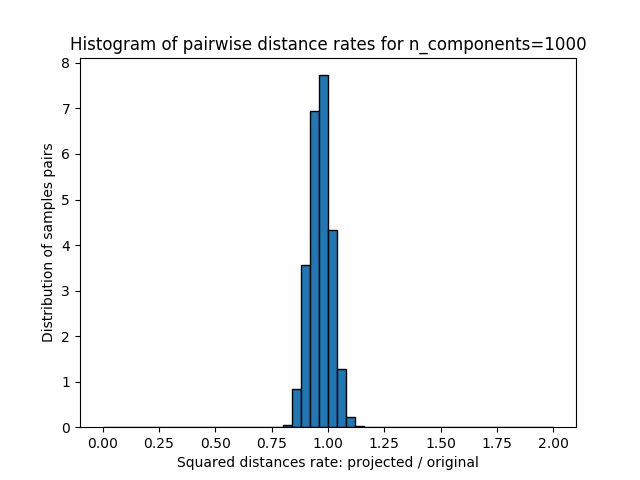 Histogram of pairwise distance rates for n_components=1000
8
7
6
5
4
3
2
1
0
Distribution of samples pairs
0.00 0.25 0.50 0.75 1.00 1.25 1.50 1.75 2.00
Squared distances rate: projected / original